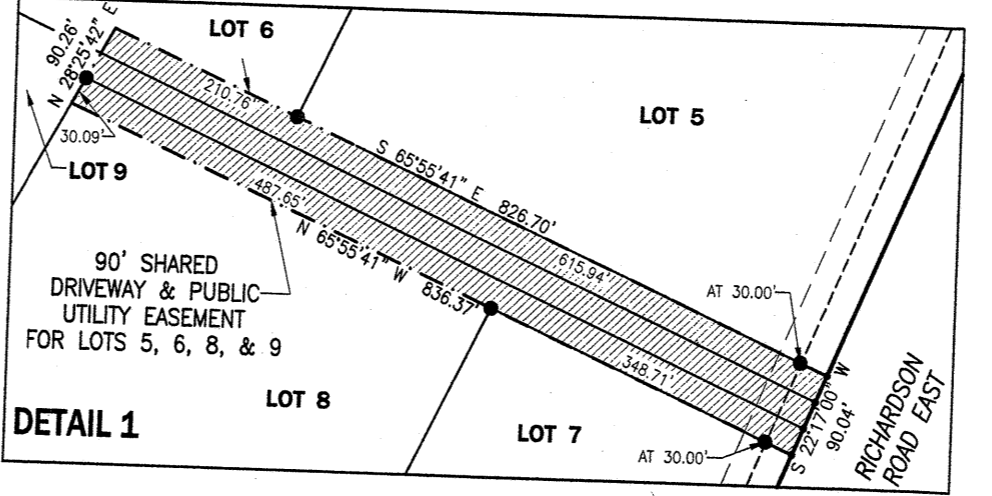 LOT 6
90.26'
N 28°25'42" E
210.76'
LOT 5
S 65°55'41" E 826.70'
30.09'
LOT 9
487.65'
N 65°55'41" W 836.37'
615.94'
90' SHARED
DRIVEWAY & PUBLIC
UTILITY EASEMENT
FOR LOTS 5, 6, 8, & 9
AT 30.00'
348.71'
LOT 8
LOT 7
AT 30.00'
S 22°17'00" W
90.04'
RICHARDSON
ROAD EAST
DETAIL 1